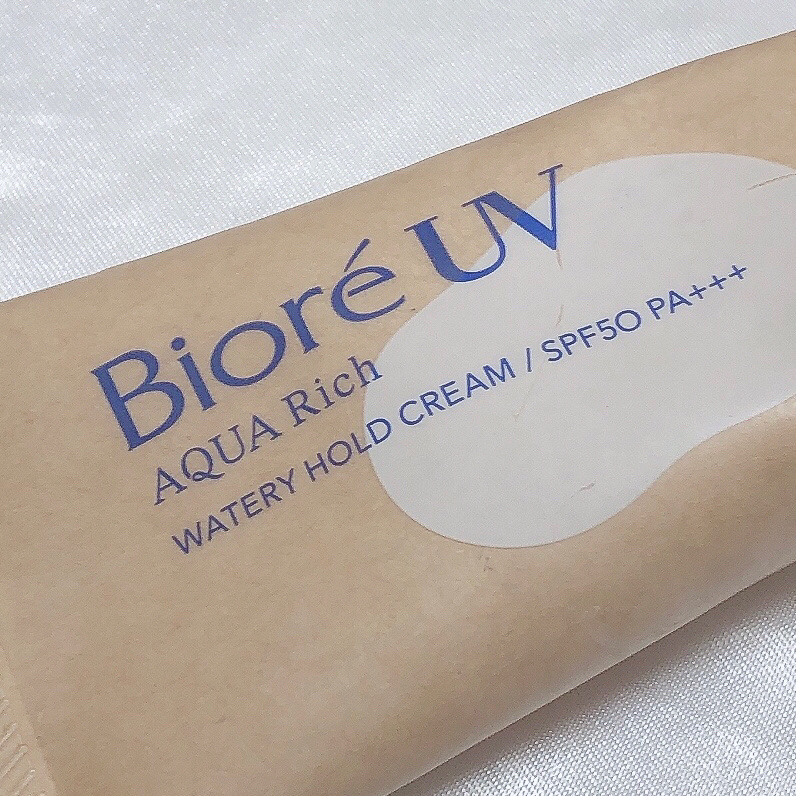 Bioré UV
AQUA Rich
WATERY HOLD CREAM / SPF50 PA+++